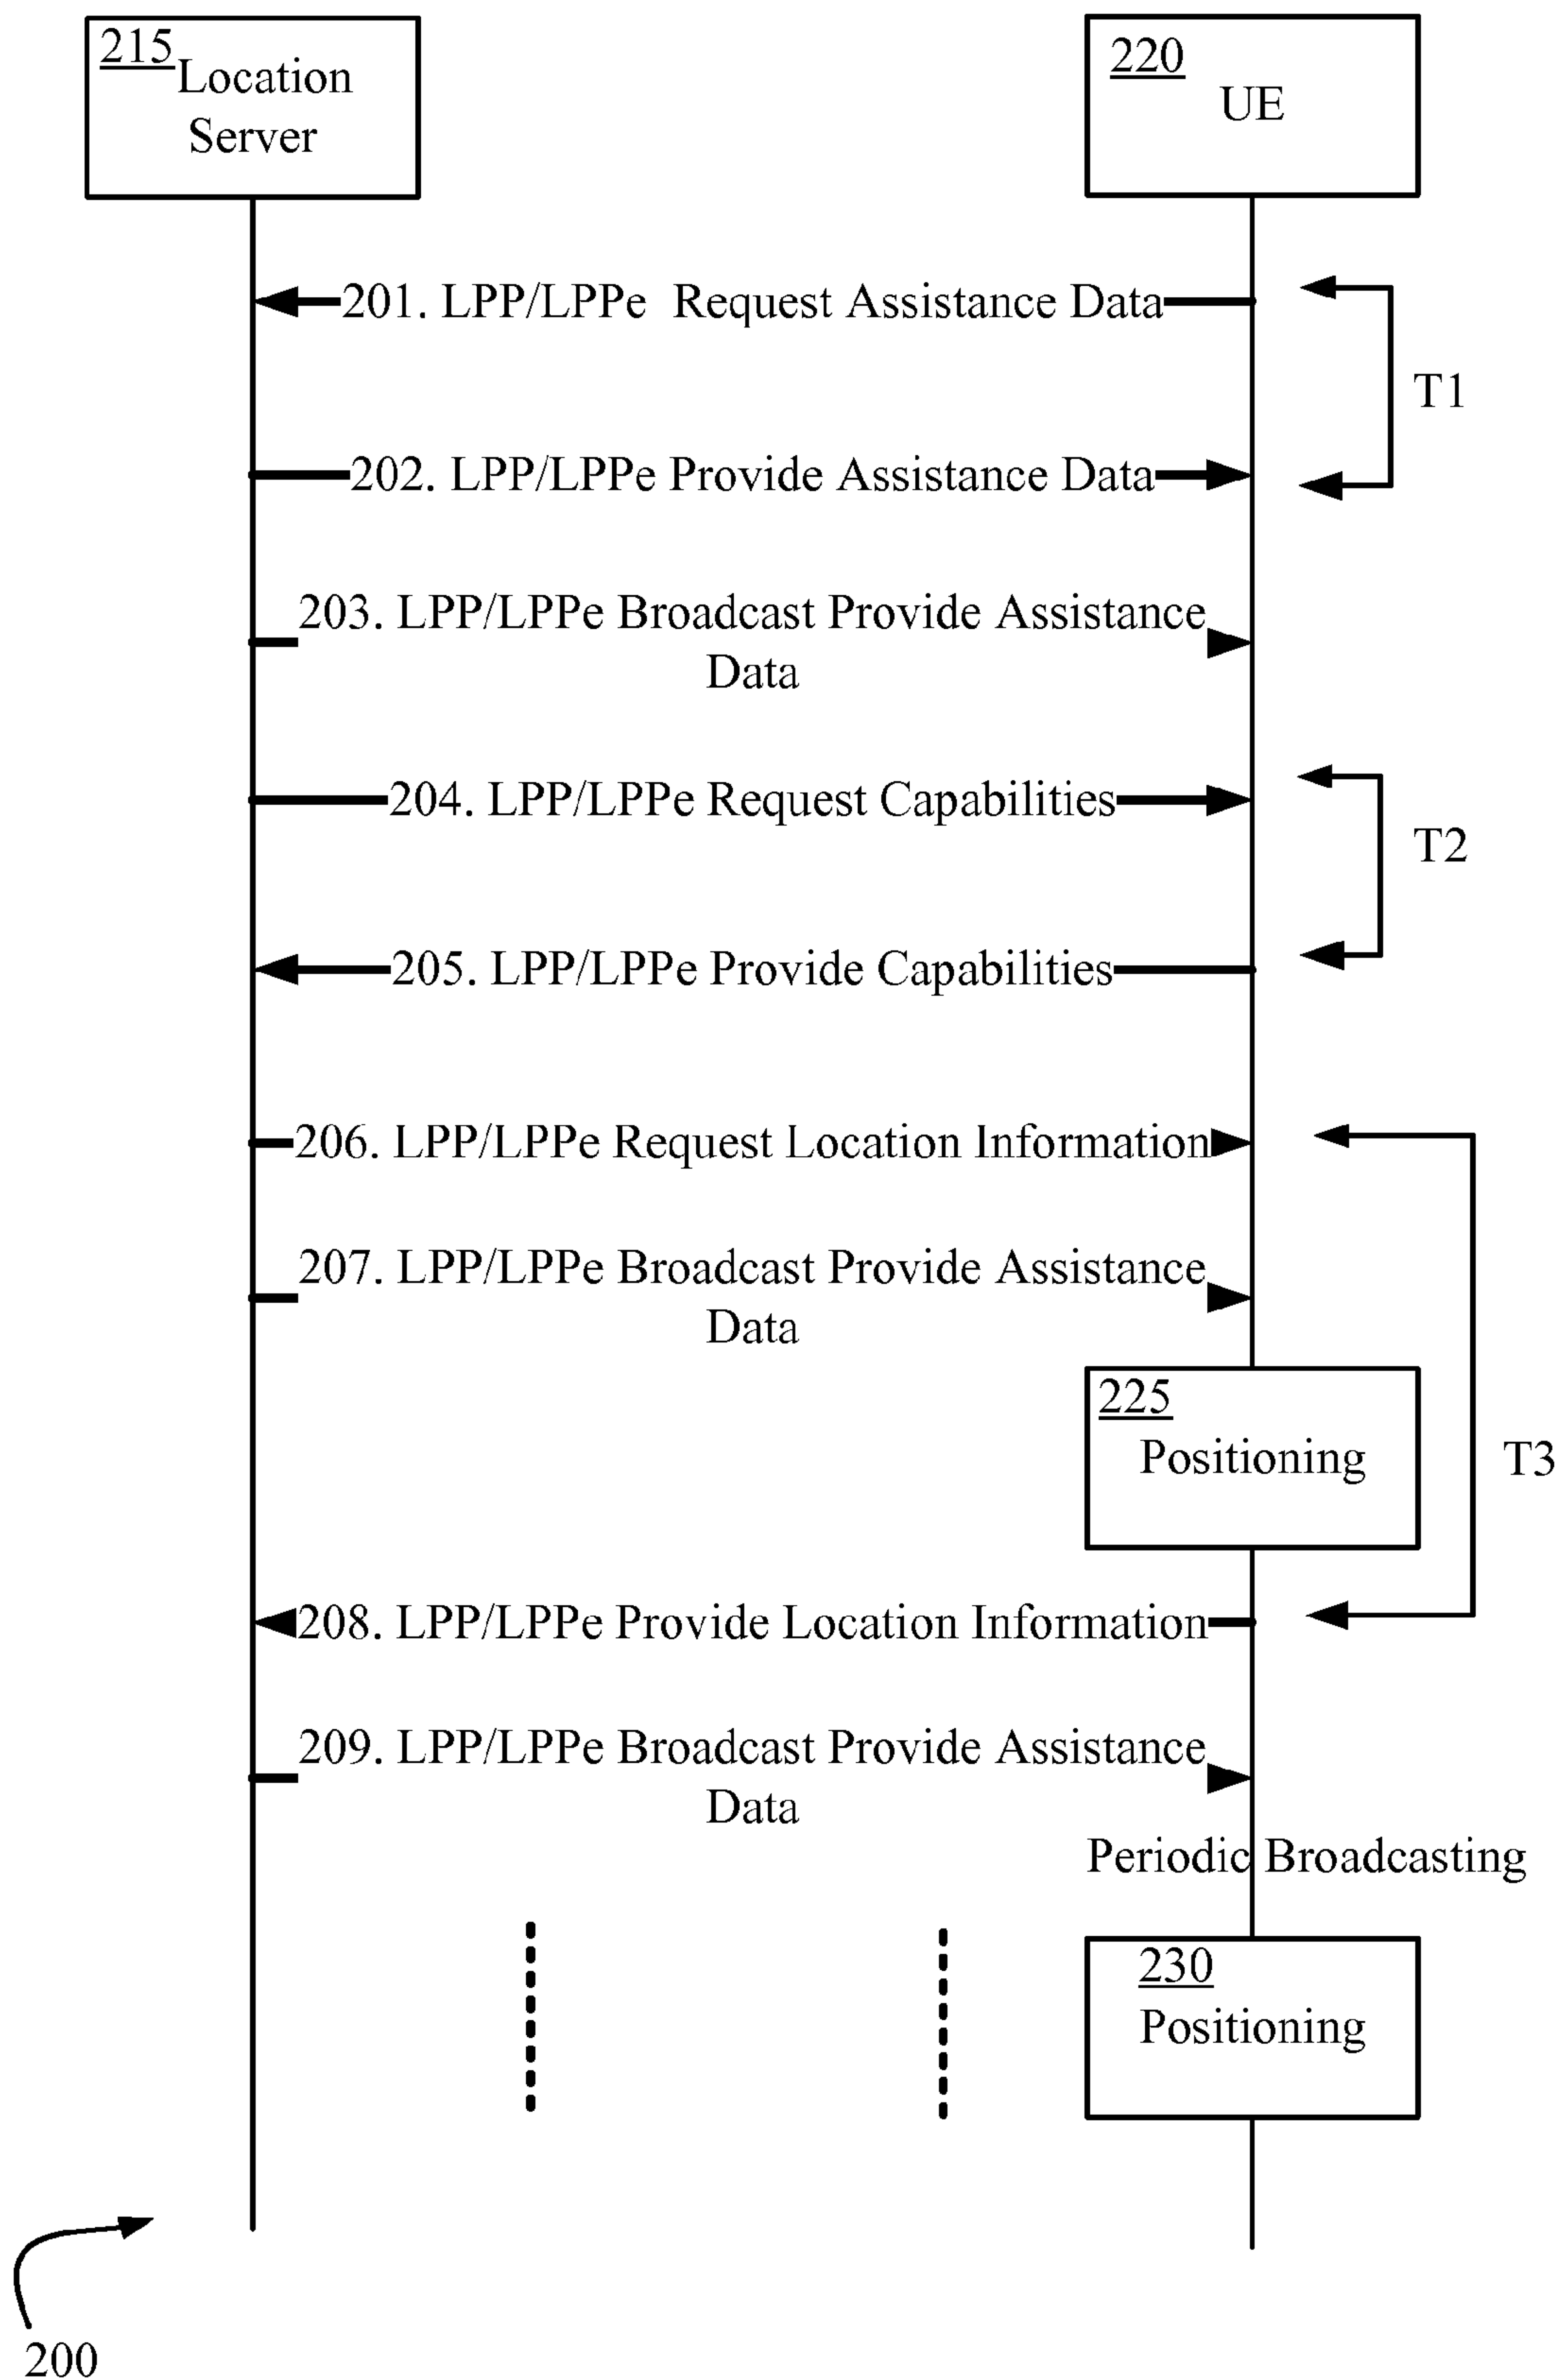 215
Location
Server
220
UE
201. LPP/LPPe Request Assistance Data
T1
202. LPP/LPPe Provide Assistance Data
203. LPP/LPPe Broadcast Provide Assistance
Data
204. LPP/LPPe Request Capabilities
T2
205. LPP/LPPe Provide Capabilities
206. LPP/LPPe Request Location Information
207. LPP/LPPe Broadcast Provide Assistance
Data
225
Positioning
T3
208. LPP/LPPe Provide Location Information
209. LPP/LPPe Broadcast Provide Assistance
Data
Periodic Broadcasting
230
Positioning
200